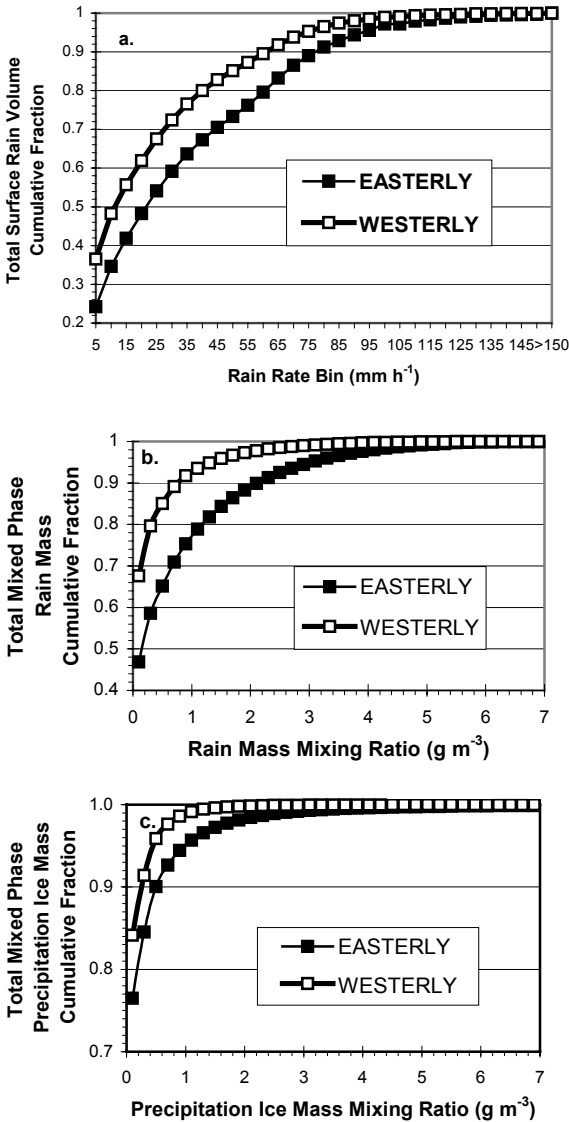 a.
Total Surface Rain Volume
Cumulative Fraction
1
0.9
0.8
0.7
0.6
0.5
0.4
0.3
0.2
EASTERLY
WESTERLY
5 15 25 35 45 55 65 75 85 95 105 115 125 135 145>150
Rain Rate Bin (mm h-1)
b.
Total Mixed Phase
Rain Mass
Cumulative Fraction
1
0.9
0.8
0.7
0.6
0.5
0.4
EASTERLY
WESTERLY
0 1 2 3 4 5 6 7
Rain Mass Mixing Ratio (g m-3)
c.
Total Mixed Phase
Precipitation Ice Mass
Cumulative Fraction
1.0
0.9
0.8
0.7
EASTERLY
WESTERLY
0 1 2 3 4 5 6 7
Precipitation Ice Mass Mixing Ratio (g m-3)